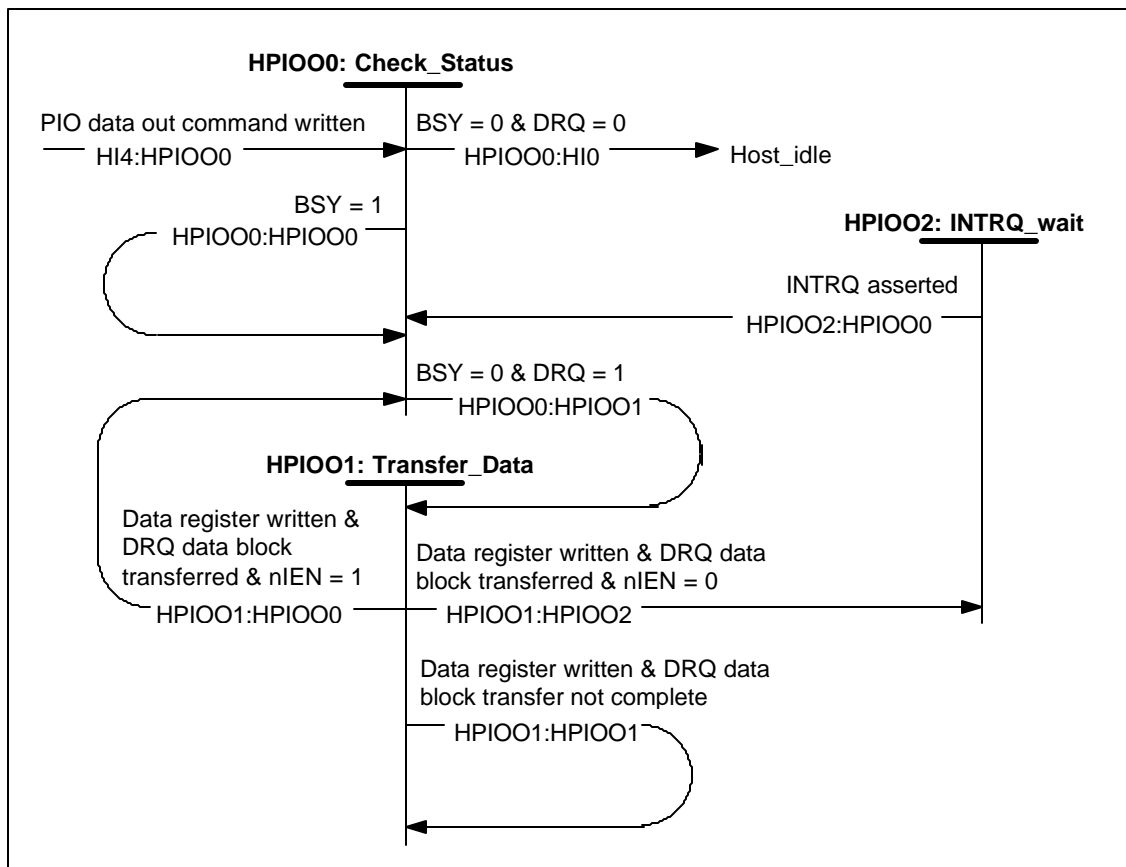 HPIOO0: Check_Status
PIO data out command written
HI4:HPIOO0
BSY = 0 & DRQ = 0
HPIOO0:HI0
Host_idle
BSY = 1
HPIOO0:HPIOO0
HPIOO2: INTRQ_wait
INTRQ asserted
HPIOO2:HPIOO0
BSY = 0 & DRQ = 1
HPIOO0:HPIOO1
HPIOO1: Transfer_Data
Data register written &
DRQ data block
transferred & nIEN = 1
HPIOO1:HPIOO0
Data register written & DRQ data
block transferred & nIEN = 0
HPIOO1:HPIOO2
Data register written & DRQ data
block transfer not complete
HPIOO1:HPIOO1